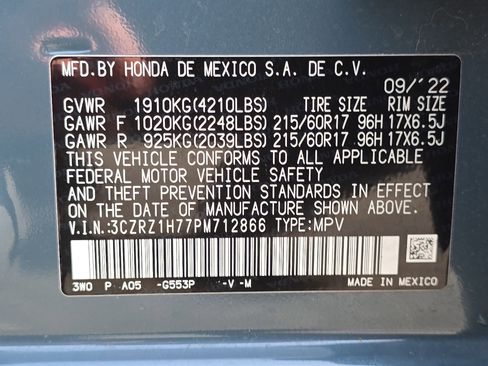 MFD.BY HONDA DE MEXICO S.A. DE C.V.
09/'22
GVWR 1910KG(4210LBS) TIRE SIZE RIM SIZE
GAWR F 1020KG(2248LBS) 215/60R17 96H 17X6.5J
GAWR R 925KG(2039LBS) 215/60R17 96H 17X6.5J
THIS VEHICLE CONFORMS TO ALL APPLICABLE
FEDERAL MOTOR VEHICLE SAFETY
AND THEFT PREVENTION STANDARDS IN EFFECT
ON THE DATE OF MANUFACTURE SHOWN ABOVE.
V.I.N.:3CZRZ1H77PM712866 TYPE:MPV
3W0 P A05 -G553P -V -M
MADE IN MEXICO